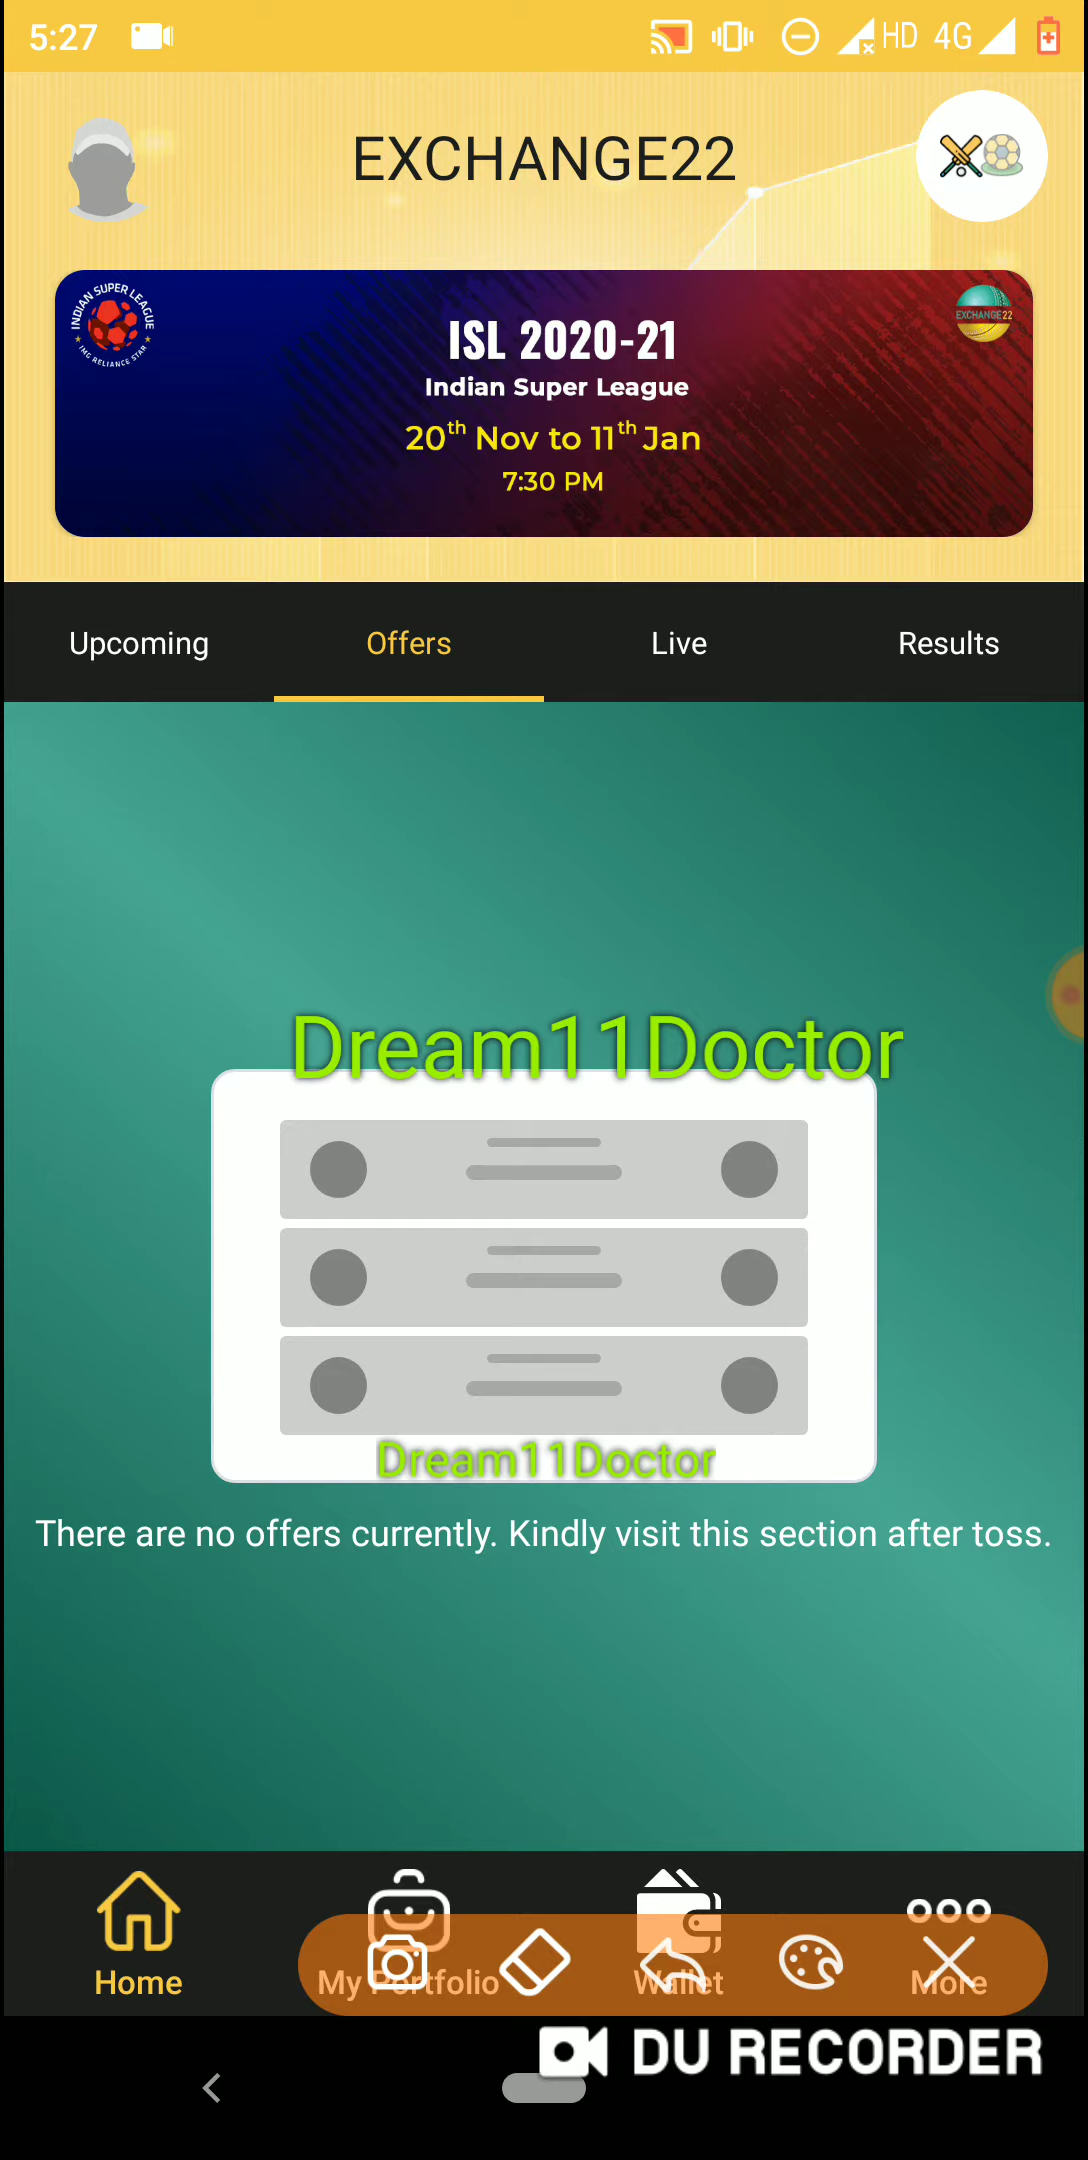 5:27 HD 4G
EXCHANGE22
INDIAN SUPER LEAGUE
IMG RELIANCE STAR
EXCHANGE22
ISL 2020-21
Indian Super League
20th Nov to 11th Jan
7:30 PM
Upcoming Offers Live Results
Dream11Doctor
Dream11Doctor
There are no offers currently. Kindly visit this section after toss.
Home My Portfolio Wallet More
DU RECORDER